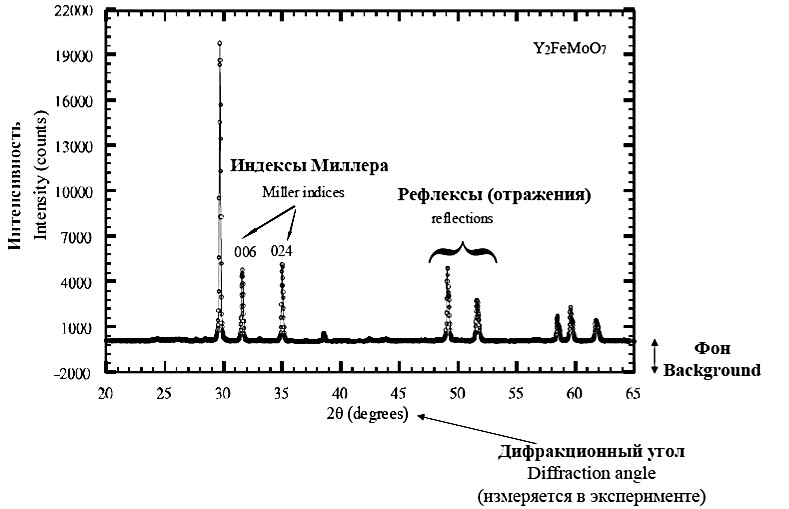 22000
Y₂FeMoO₇
19000
16000
13000
10000
7000
4000
1000
−2000
Интенсивность
Intensity (counts)
Индексы Миллера
Miller indices
006
024
Рефлексы (отражения)
reflections
Фон
Background
20 25 30 35 40 45 50 55 60 65
2θ (degrees)
Дифракционный угол
Diffraction angle
(измеряется в эксперименте)